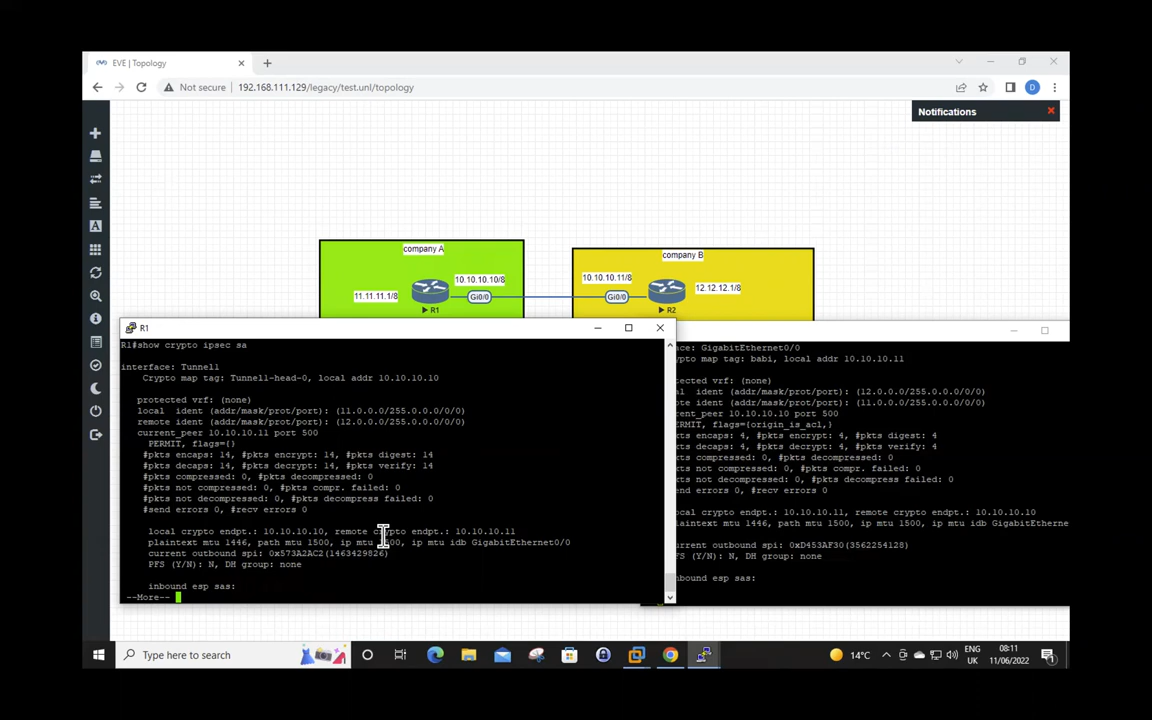 EVE | Topology
Not secure 192.168.111.129/legacy/test.unl/topology
D
Notifications
company A
company B
10.10.10.10/8
10.10.10.11/8
11.11.11.1/8
Gi0/0
Gi0/0
12.12.12.1/8
R1
R2
R1
R1#show crypto ipsec sa
interface: Tunnel1
Crypto map tag: Tunnel1-head-0, local addr 10.10.10.10
protected vrf: (none)
local ident (addr/mask/prot/port): (11.0.0.0/255.0.0.0/0/0)
remote ident (addr/mask/prot/port): (12.0.0.0/255.0.0.0/0/0)
current_peer 10.10.10.11 port 500
PERMIT, flags={}
#pkts encaps: 14, #pkts encrypt: 14, #pkts digest: 14
#pkts decaps: 14, #pkts decrypt: 14, #pkts verify: 14
#pkts compressed: 0, #pkts decompressed: 0
#pkts not compressed: 0, #pkts compr. failed: 0
#pkts not decompressed: 0, #pkts decompress failed: 0
#send errors 0, #recv errors 0
local crypto endpt.: 10.10.10.10, remote crypto endpt.: 10.10.10.11
plaintext mtu 1446, path mtu 1500, ip mtu 1500, ip mtu idb GigabitEthernet0/0
current outbound spi: 0x573A2AC2(1463429826)
PFS (Y/N): N, DH group: none
inbound esp sas:
--More--
ace: GigabitEthernet0/0
ypto map tag: babi, local addr 10.10.10.11
tected vrf: (none)
al ident (addr/mask/prot/port): (12.0.0.0/255.0.0.0/0/0)
ote ident (addr/mask/prot/port): (11.0.0.0/255.0.0.0/0/0)
rent_peer 10.10.10.10 port 500
ERMIT, flags={origin_is_acl,}
kts encaps: 4, #pkts encrypt: 4, #pkts digest: 4
kts decaps: 4, #pkts decrypt: 4, #pkts verify: 4
kts compressed: 0, #pkts decompressed: 0
kts not compressed: 0, #pkts compr. failed: 0
kts not decompressed: 0, #pkts decompress failed: 0
end errors 0, #recv errors 0
ocal crypto endpt.: 10.10.10.11, remote crypto endpt.: 10.10.10.10
laintext mtu 1446, path mtu 1500, ip mtu 1500, ip mtu idb GigabitEthe
urrent outbound spi: 0xD453AF30(3562254128)
FS (Y/N): N, DH group: none
nbound esp sas:
Type here to search
14°C
ENG
UK
08:11
11/06/2022
1